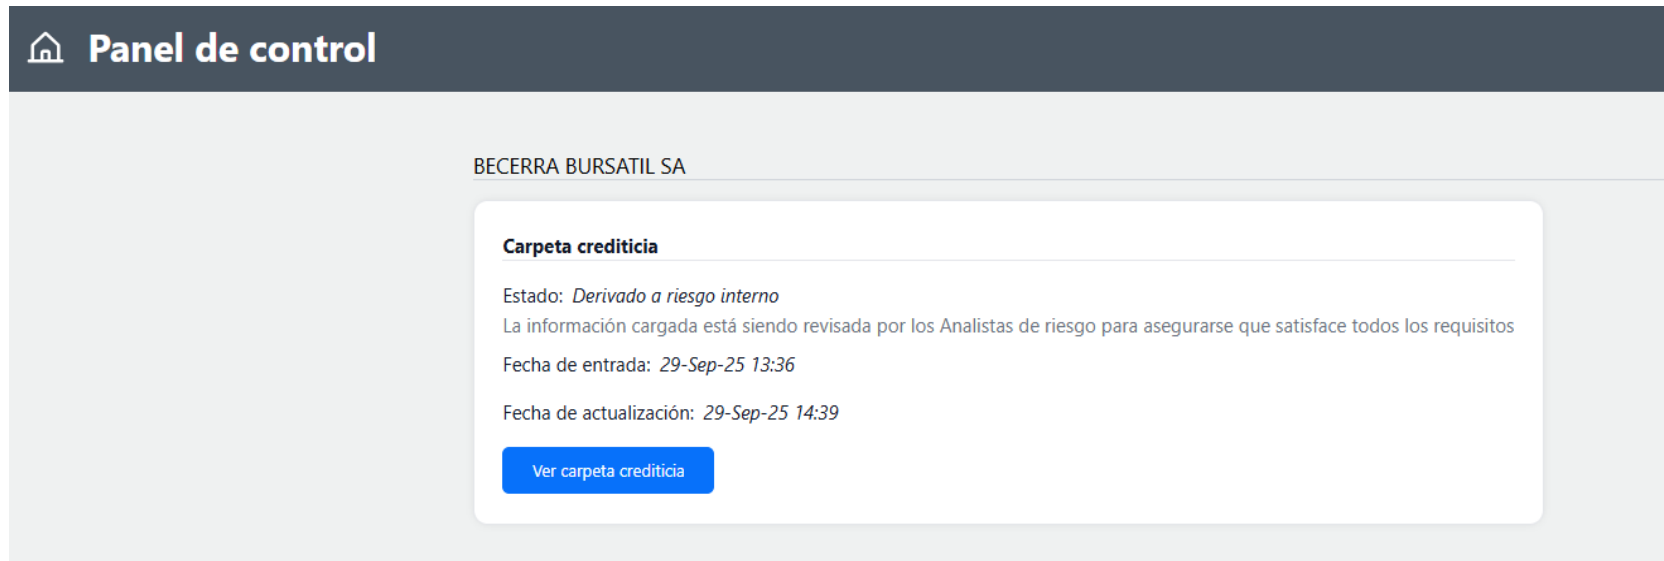 Panel de control
BECERRA BURSATIL SA
Carpeta crediticia
Estado: Derivado a riesgo interno
La información cargada está siendo revisada por los Analistas de riesgo para asegurarse que satisface todos los requisitos
Fecha de entrada: 29-Sep-25 13:36
Fecha de actualización: 29-Sep-25 14:39
Ver carpeta crediticia